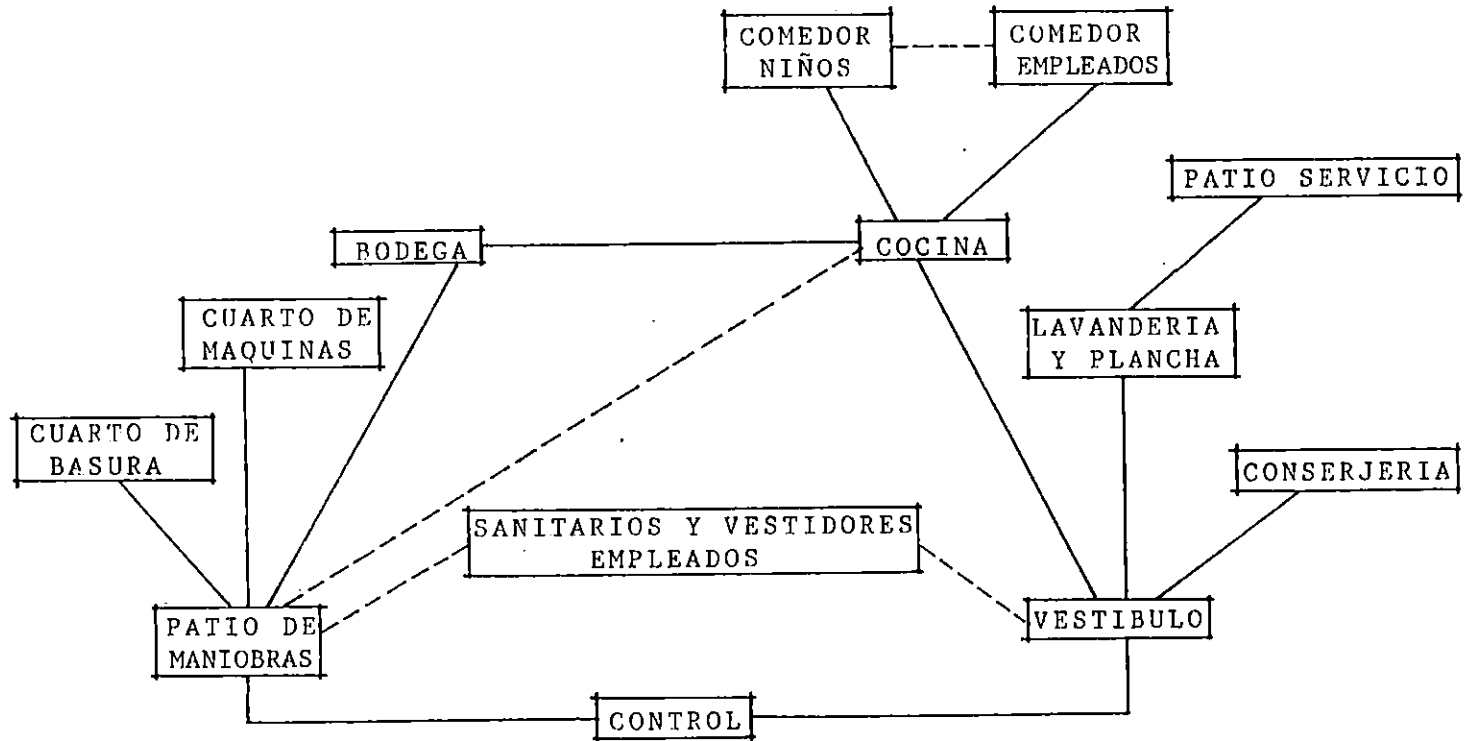 COMEDOR
NIÑOS
COMEDOR
EMPLEADOS
PATIO SERVICIO
BODEGA
COCINA
CUARTO DE
MAQUINAS
LAVANDERIA
Y PLANCHA
CUARTO DE
BASURA
CONSERJERIA
SANITARIOS Y VESTIDORES
EMPLEADOS
PATIO DE
MANIOBRAS
VESTIBULO
CONTROL